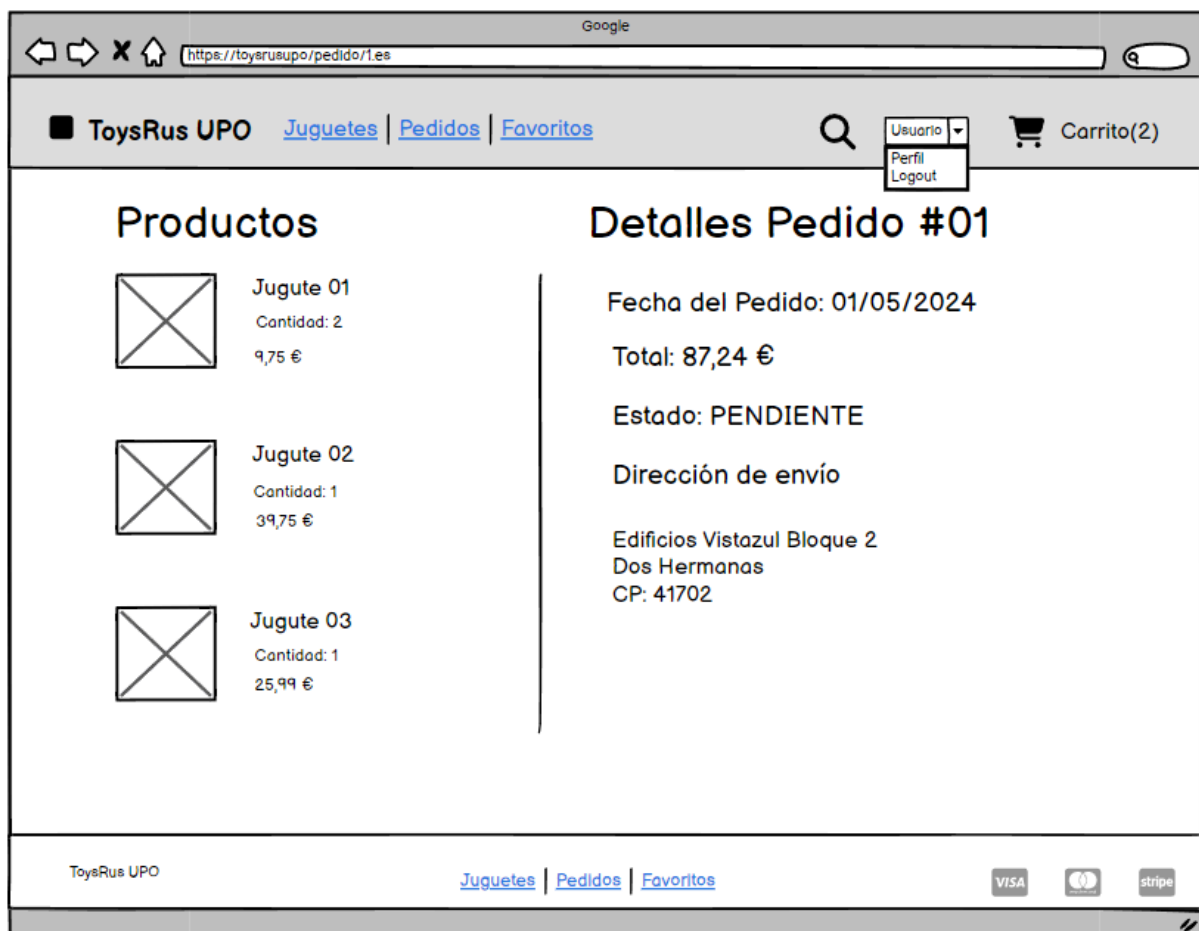 Google
https://toysrusupo/pedido/1.es
ToysRus UPO
Juguetes | Pedidos | Favoritos
Usuario
Perfil
Logout
Carrito(2)
Productos
Jugute 01
Cantidad: 2
9,75 €
Jugute 02
Cantidad: 1
39,75 €
Jugute 03
Cantidad: 1
25,99 €
Detalles Pedido #01
Fecha del Pedido: 01/05/2024
Total: 87,24 €
Estado: PENDIENTE
Dirección de envío
Edificios Vistazul Bloque 2
Dos Hermanas
CP: 41702
ToysRus UPO
Juguetes | Pedidos | Favoritos
VISA
stripe